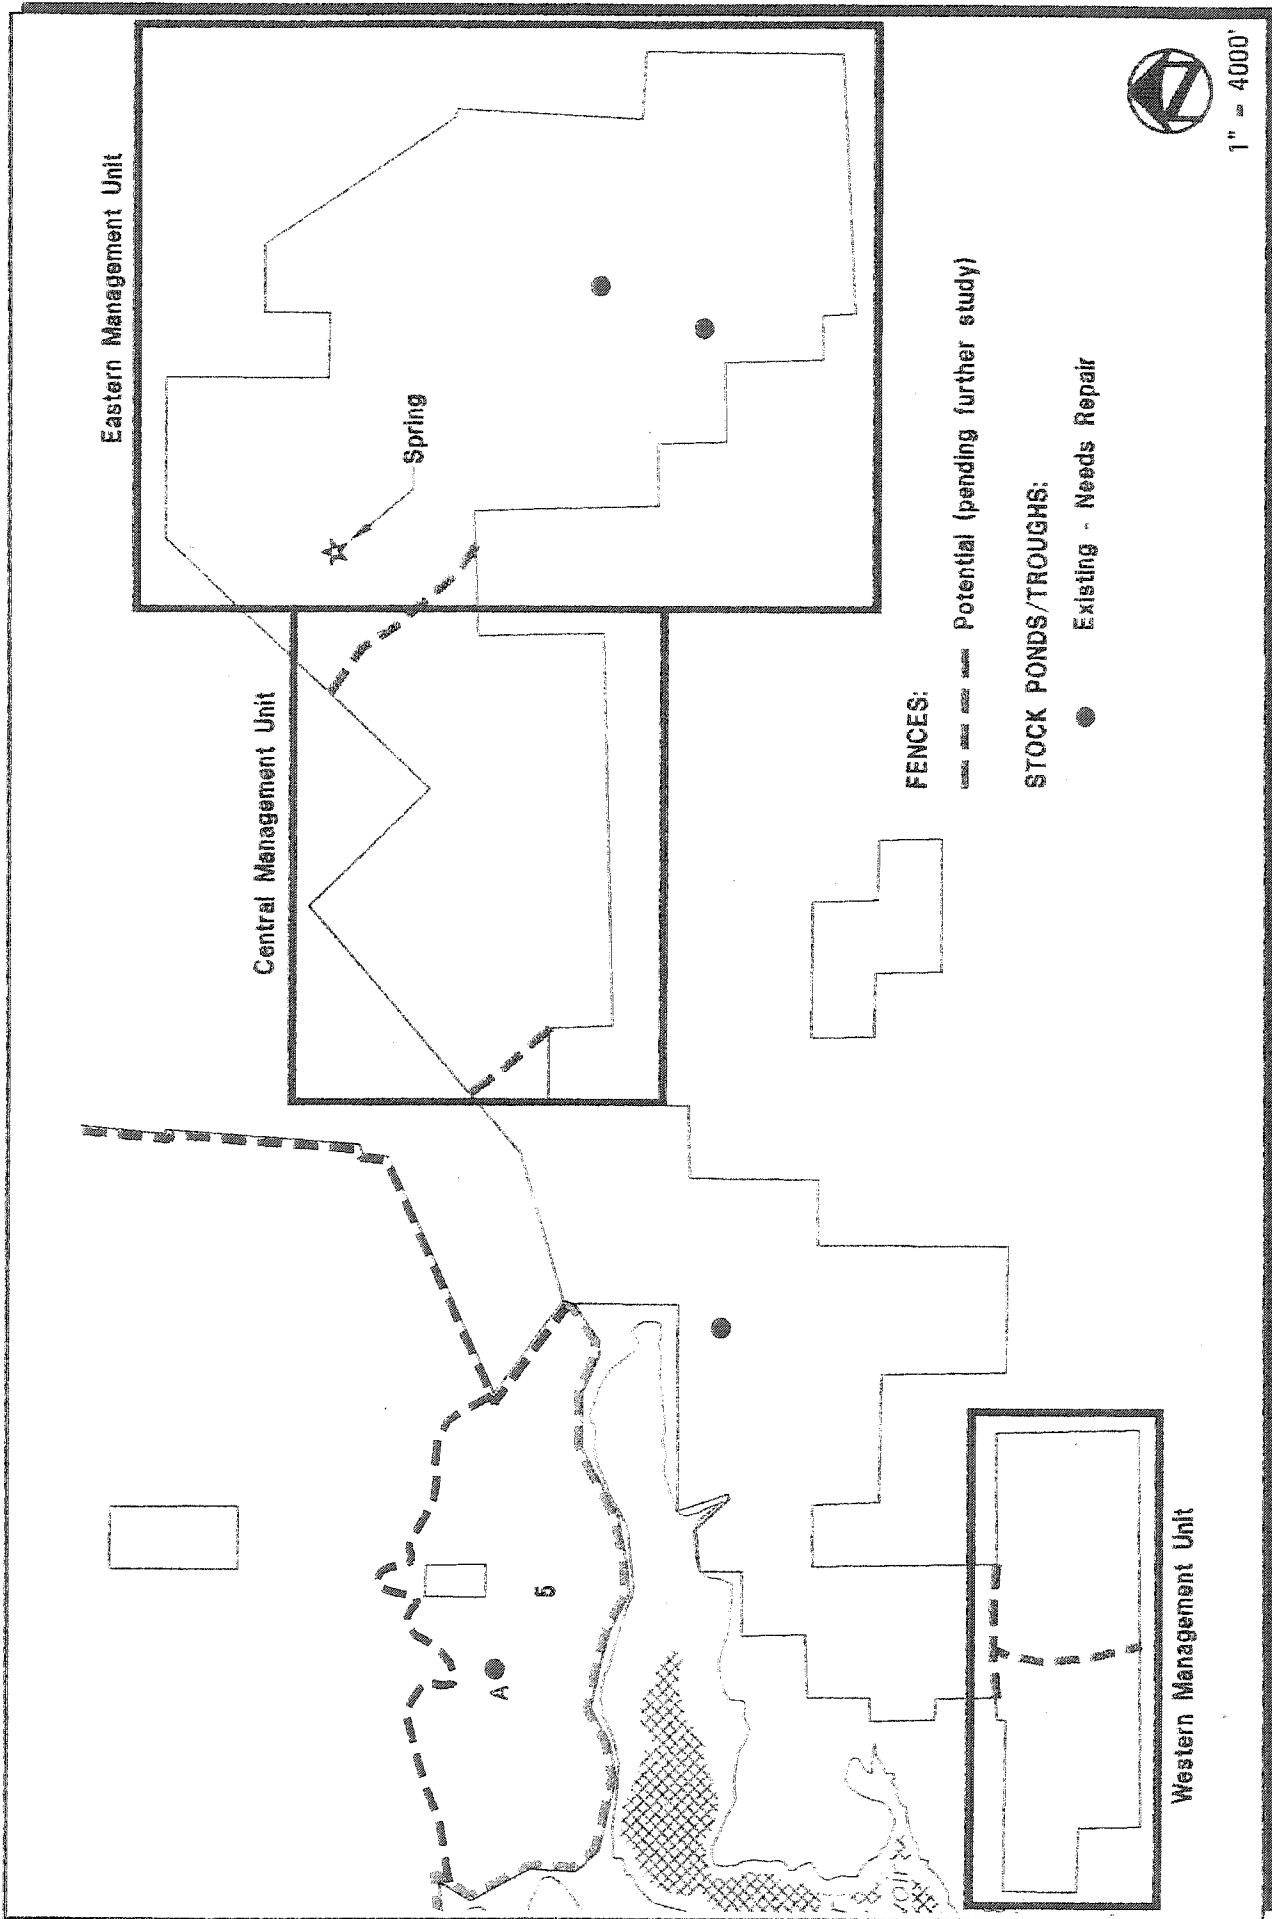 Eastern Management Unit
Spring
Central Management Unit
5
A
Western Management Unit
FENCES:
Potential (pending further study)
STOCK PONDS/TROUGHS:
Existing - Needs Repair
N
1" = 4000'